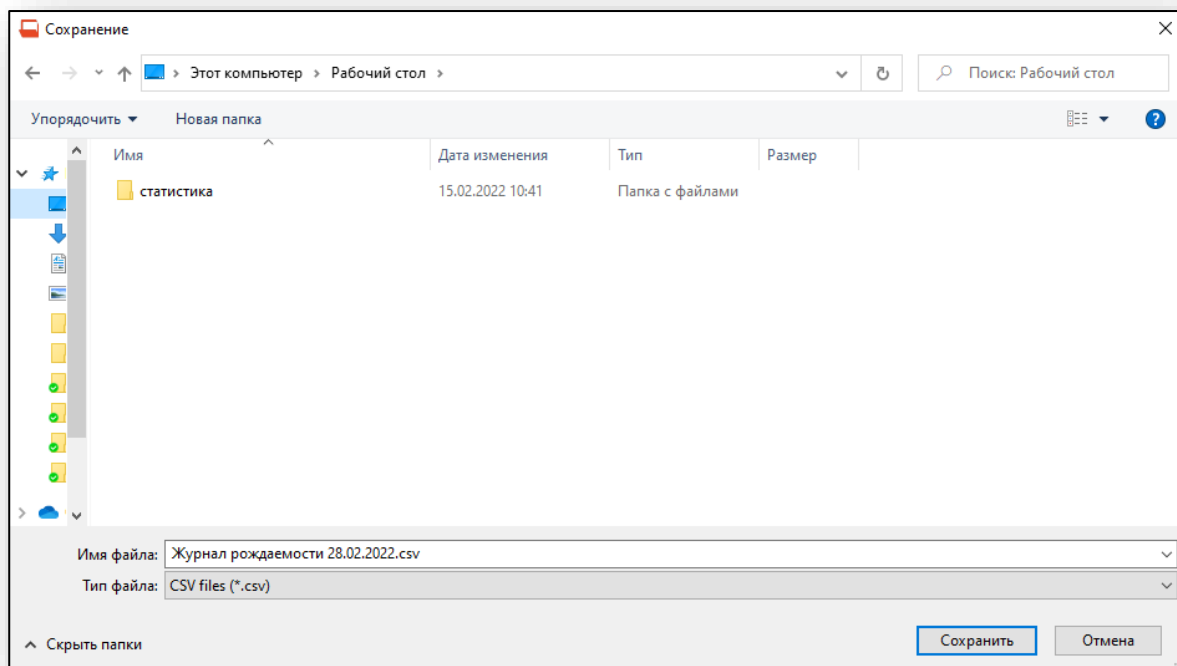 Сохранение
Этот компьютер › Рабочий стол ›
Поиск: Рабочий стол
Упорядочить
Новая папка
?
Имя
Дата изменения
Тип
Размер
статистика
15.02.2022 10:41
Папка с файлами
Имя файла: Журнал рождаемости 28.02.2022.csv
Тип файла: CSV files (*.csv)
Скрыть папки
Сохранить
Отмена